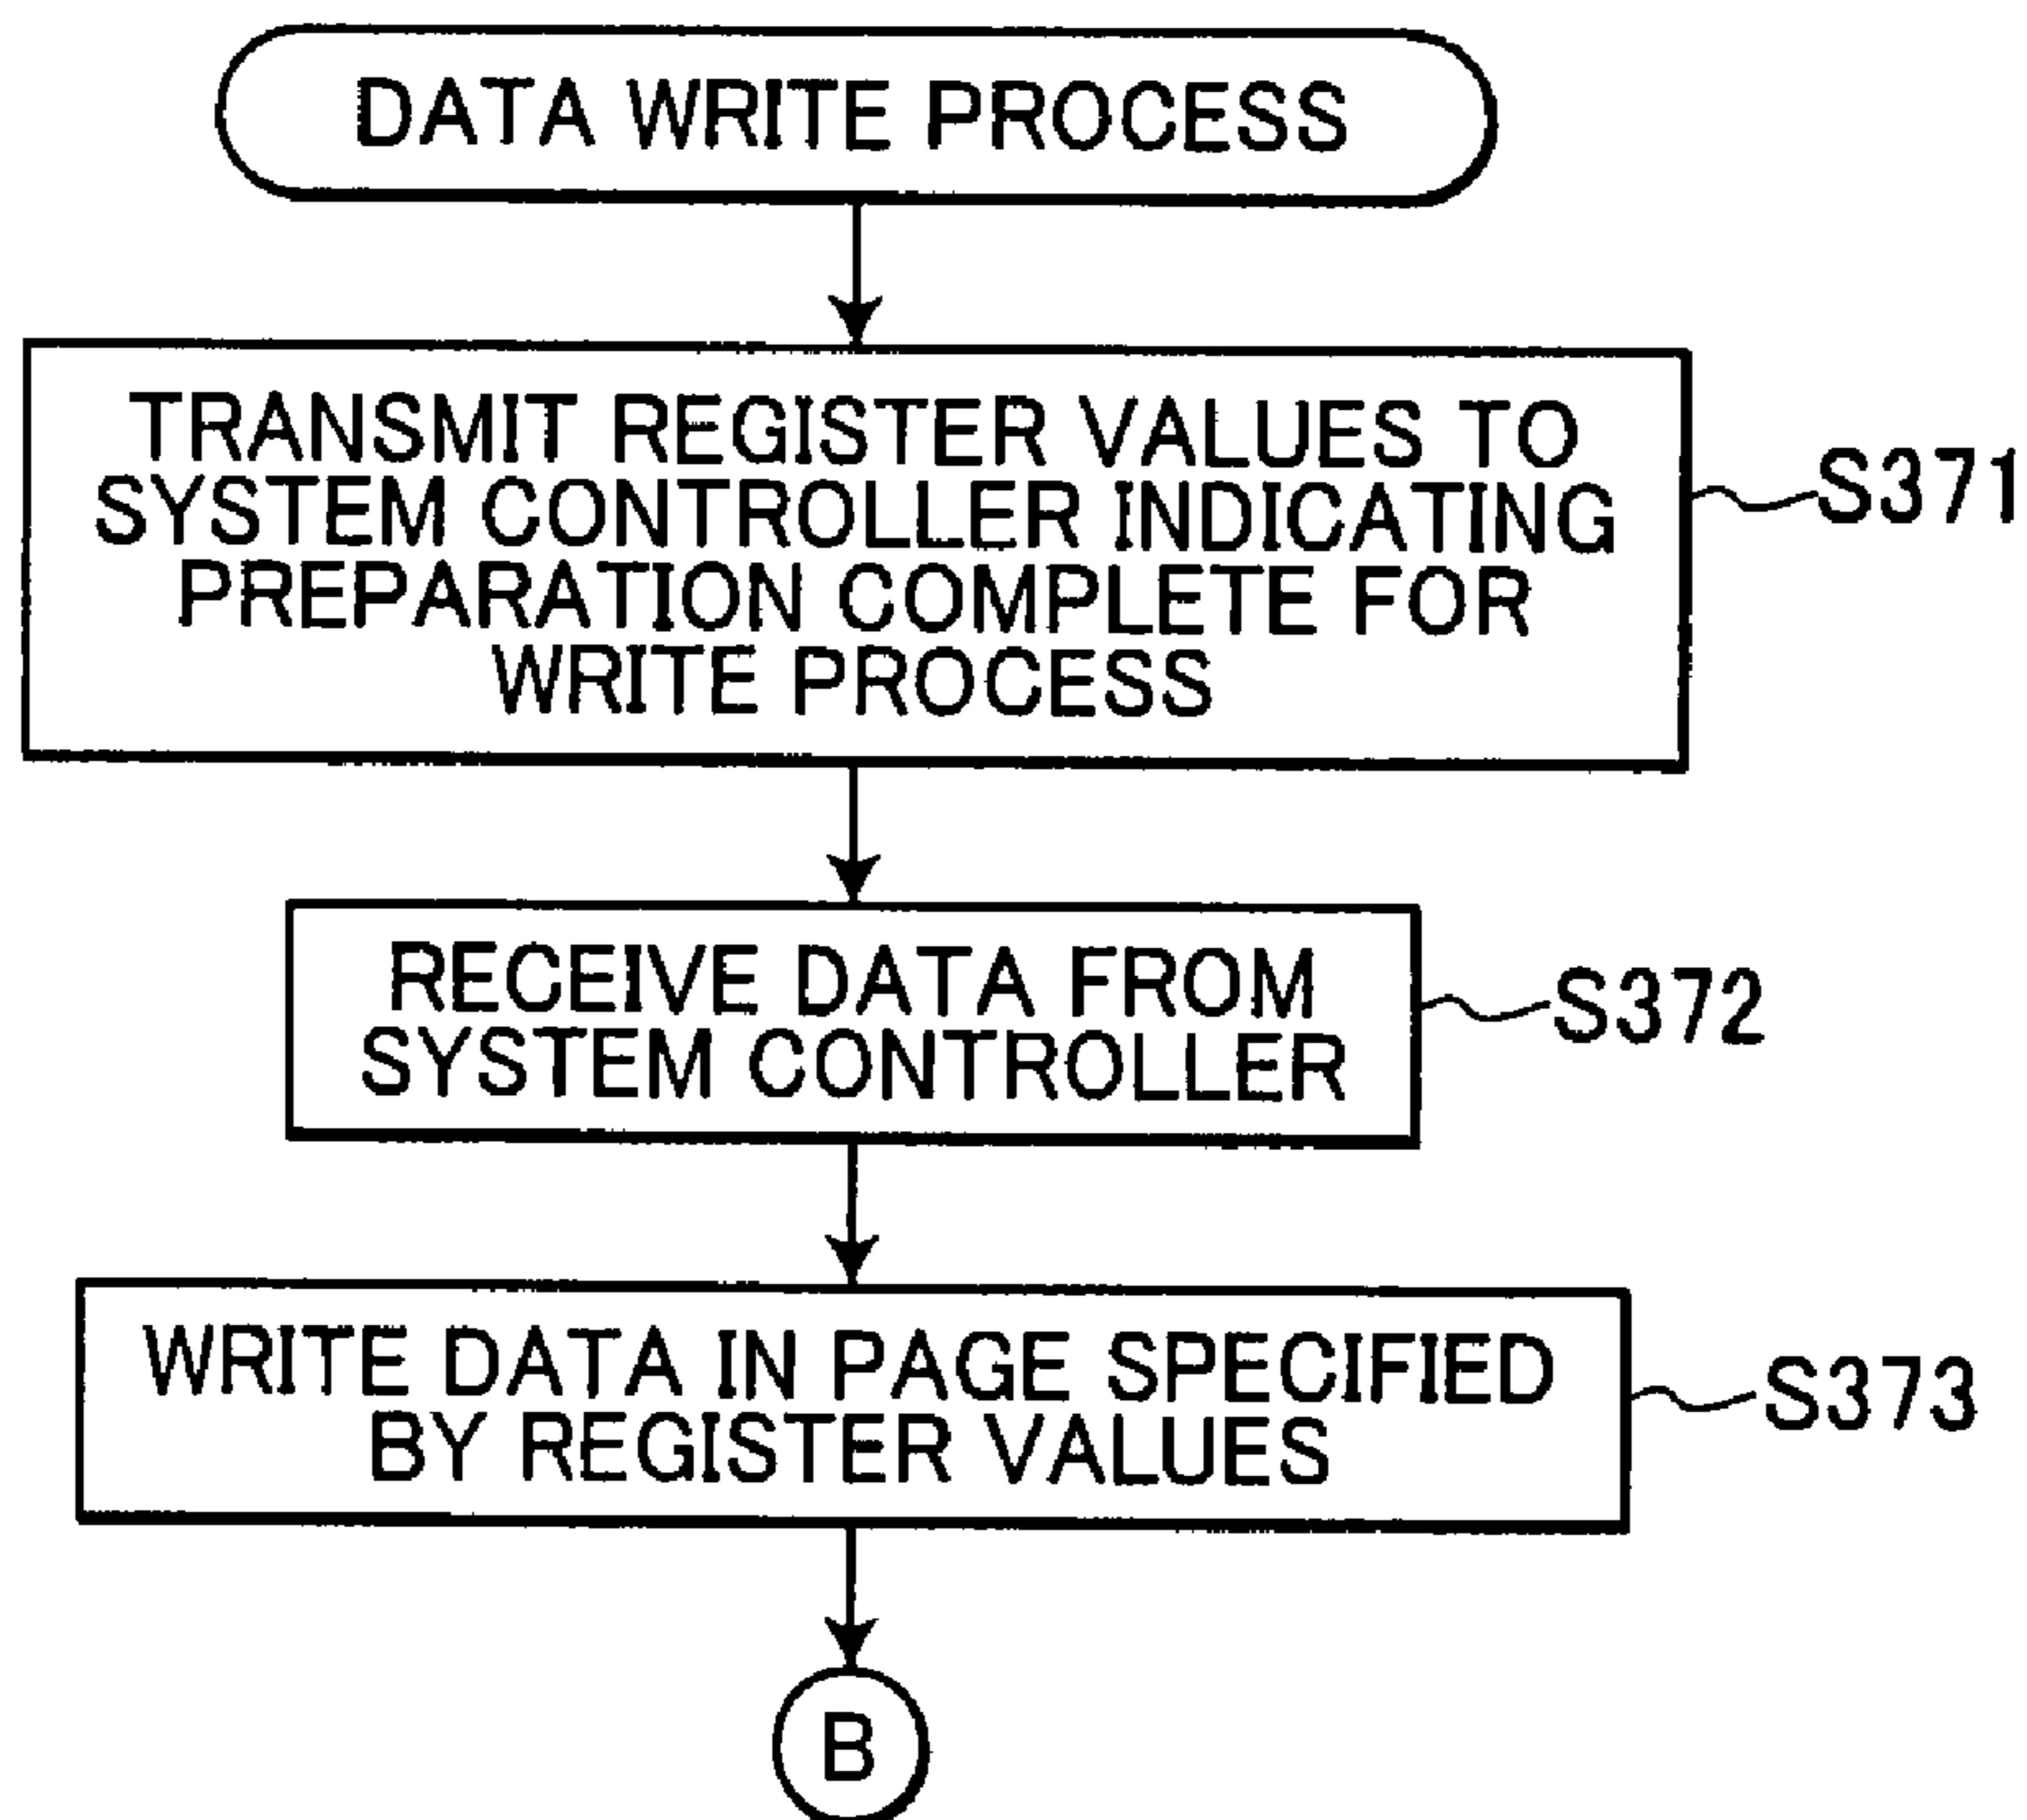 DATA WRITE PROCESS
TRANSMIT REGISTER VALUES TO
SYSTEM CONTROLLER INDICATING
PREPARATION COMPLETE FOR
WRITE PROCESS
S371
RECEIVE DATA FROM
SYSTEM CONTROLLER
S372
WRITE DATA IN PAGE SPECIFIED
BY REGISTER VALUES
S373
B